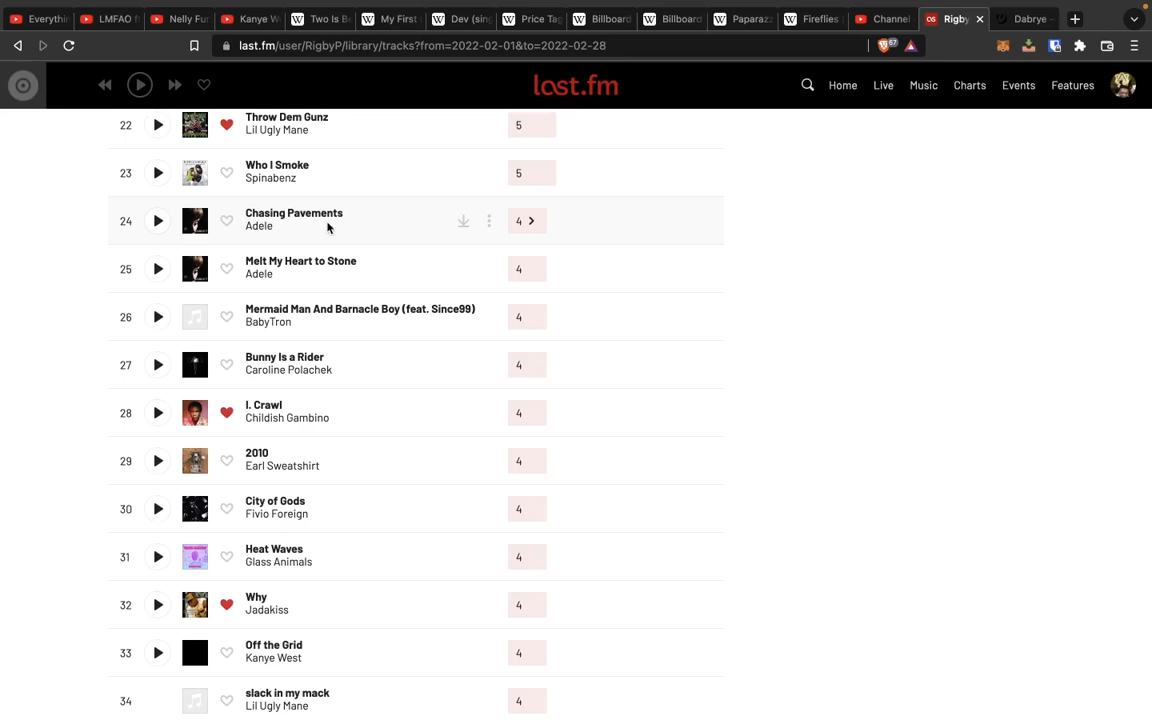 Everythin
LMFAO f
Nelly Fur
Kanye W
Two Is B
My First
Dev (sing
Price Tag
Billboard
Billboard
Paparazz
Fireflies
Channel
Rigby
Dabrye –
last.fm/user/RigbyP/library/tracks?from=2022-02-01&to=2022-02-28
67
last.fm
Home
Live
Music
Charts
Events
Features
22
Throw Dem Gunz
Lil Ugly Mane
5
23
Who I Smoke
Spinabenz
5
24
Chasing Pavements
Adele
4
25
Melt My Heart to Stone
Adele
4
26
Mermaid Man And Barnacle Boy (feat. Since99)
BabyTron
4
27
Bunny Is a Rider
Caroline Polachek
4
28
I. Crawl
Childish Gambino
4
29
2010
Earl Sweatshirt
4
30
City of Gods
Fivio Foreign
4
31
Heat Waves
Glass Animals
4
32
Why
Jadakiss
4
33
Off the Grid
Kanye West
4
34
slack in my mack
Lil Ugly Mane
4